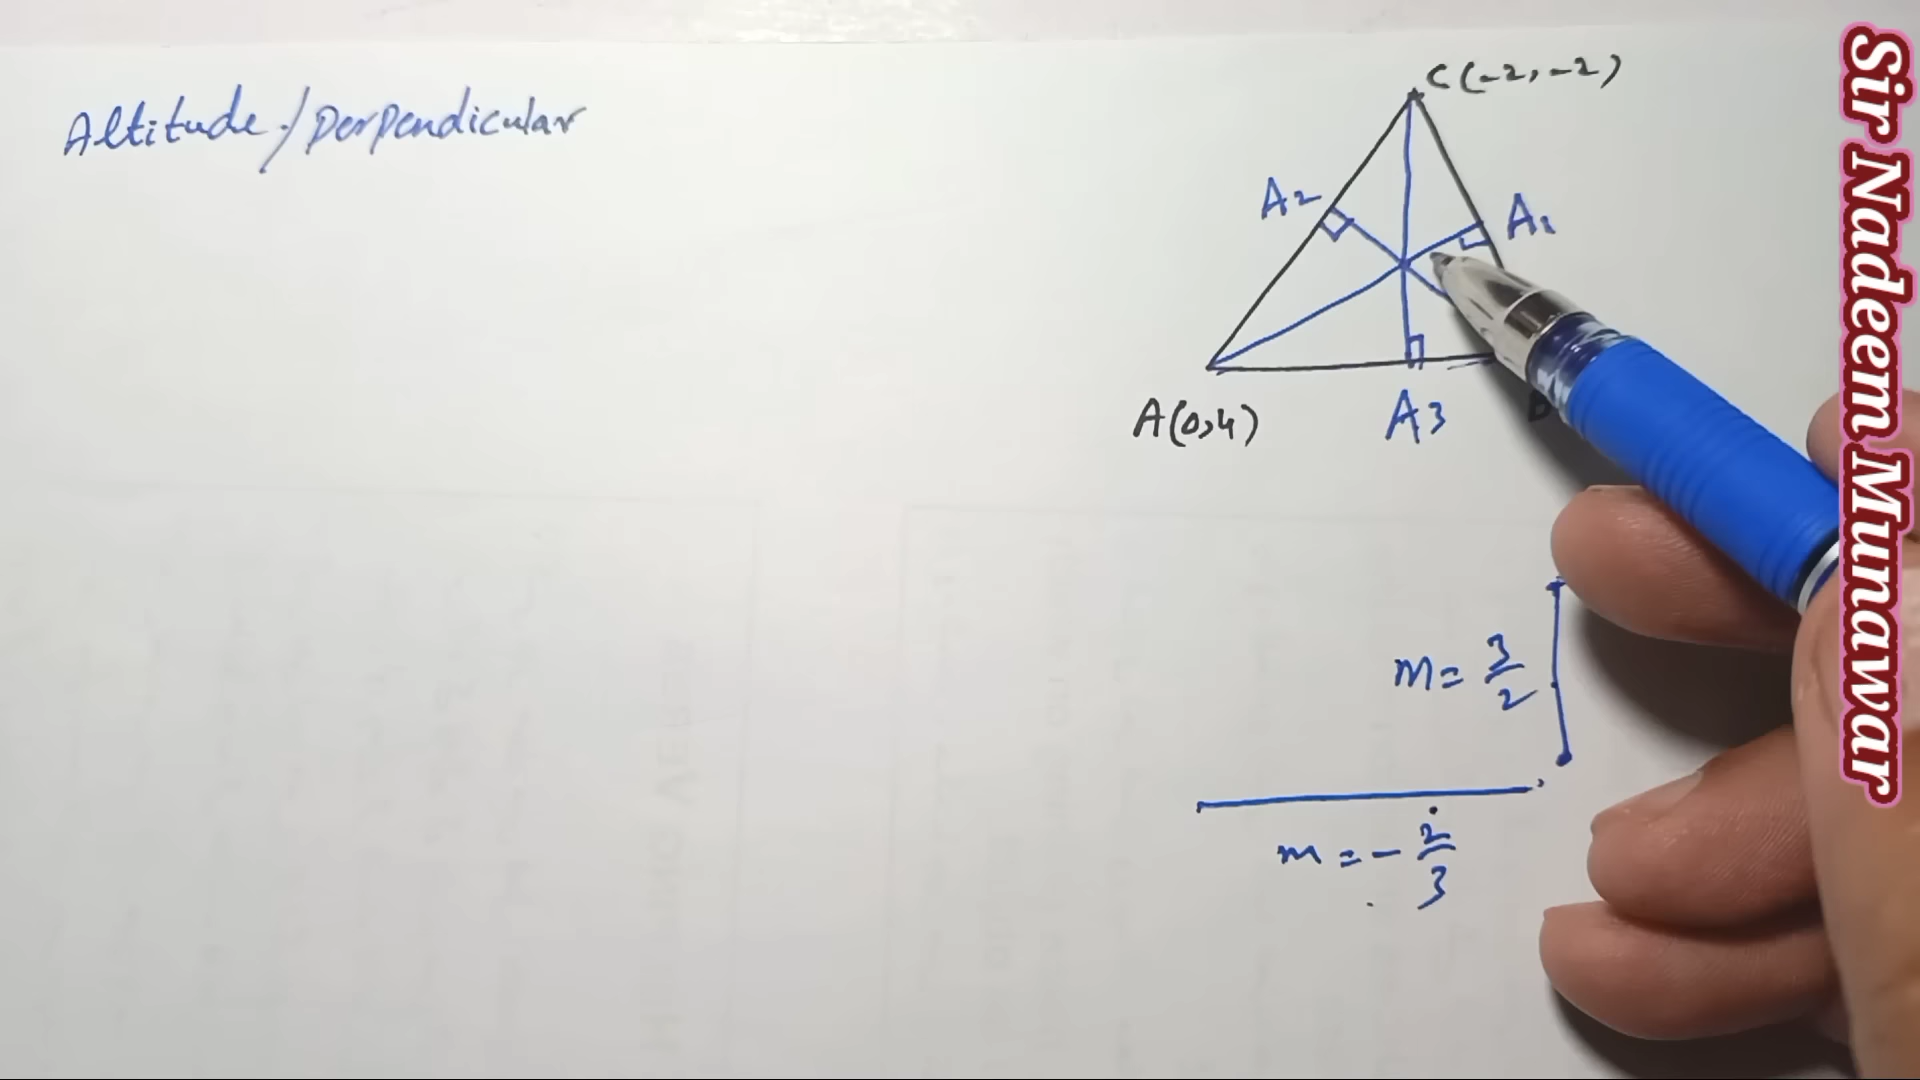 Altitude/perpendicular
C(-2,-2)
A2
A1
A(0,4)
A3
B
m = 3/2
m = - 2/3
Sir Nadeem Munawar